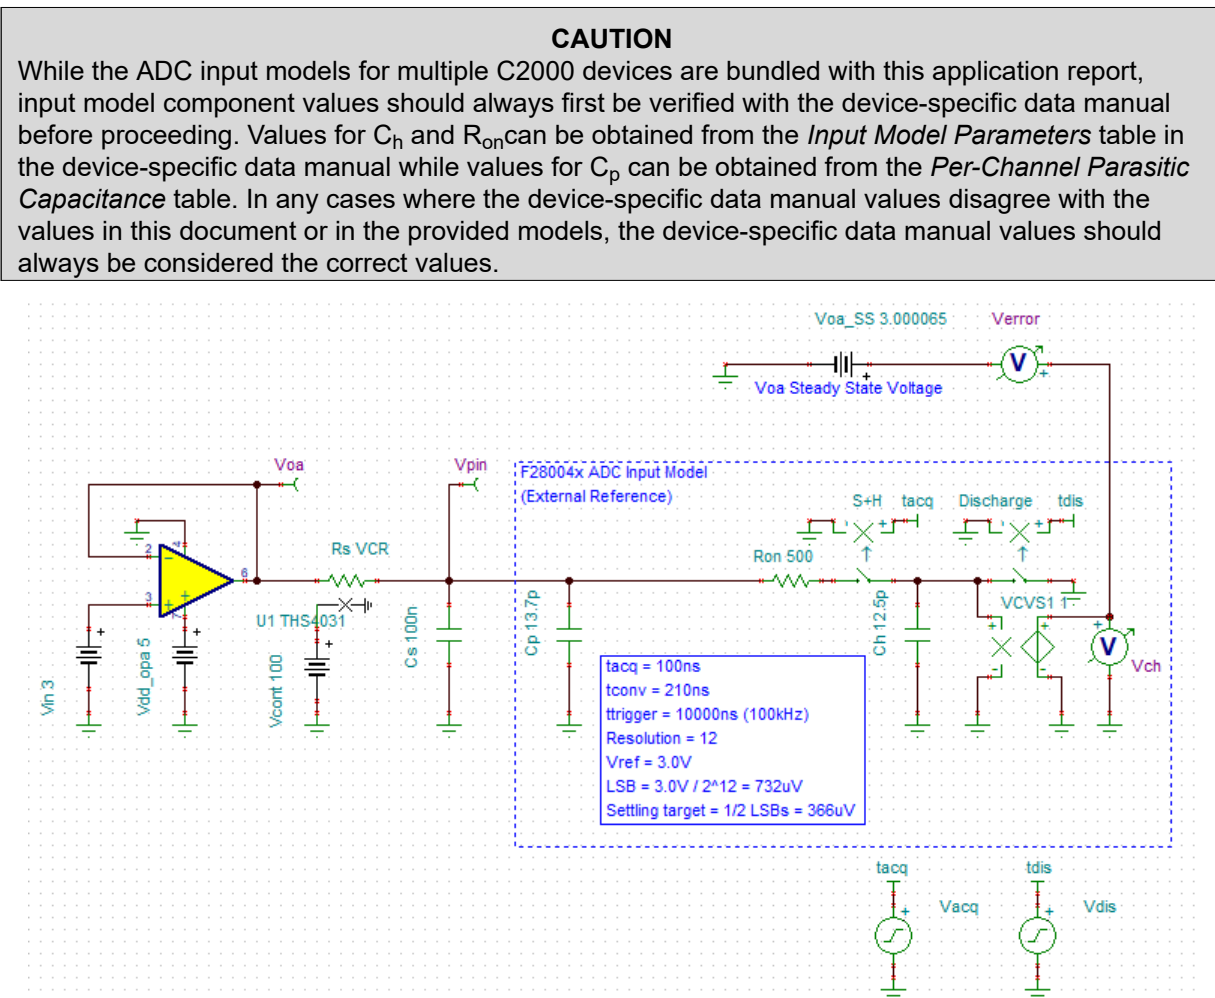 CAUTION
While the ADC input models for multiple C2000 devices are bundled with this application report,
input model component values should always first be verified with the device-specific data manual
before proceeding. Values for Ch and Roncan be obtained from the Input Model Parameters table in
the device-specific data manual while values for Cp can be obtained from the Per-Channel Parasitic
Capacitance table. In any cases where the device-specific data manual values disagree with the
values in this document or in the provided models, the device-specific data manual values should
always be considered the correct values.
Voa_SS 3.000065
Verror
V
+
+
Voa Steady State Voltage
Voa
Vpin
F28004x ADC Input Model
(External Reference)
S+H
tacq
Discharge
tdis
- +
- +
Rs VCR
Ron 500
2
4
6
3
7
- + +
U1 THS4031
Cs 100n
Cp 13.7p
Ch 12.5p
VCVS1 1
+ +
- -
+
V
Vch
+
Vin 3
+
Vdd_opa 5
+
Vcont 100
tacq = 100ns
tconv = 210ns
ttrigger = 10000ns (100kHz)
Resolution = 12
Vref = 3.0V
LSB = 3.0V / 2^12 = 732uV
Settling target = 1/2 LSBs = 366uV
tacq
tdis
+
Vacq
+
Vdis